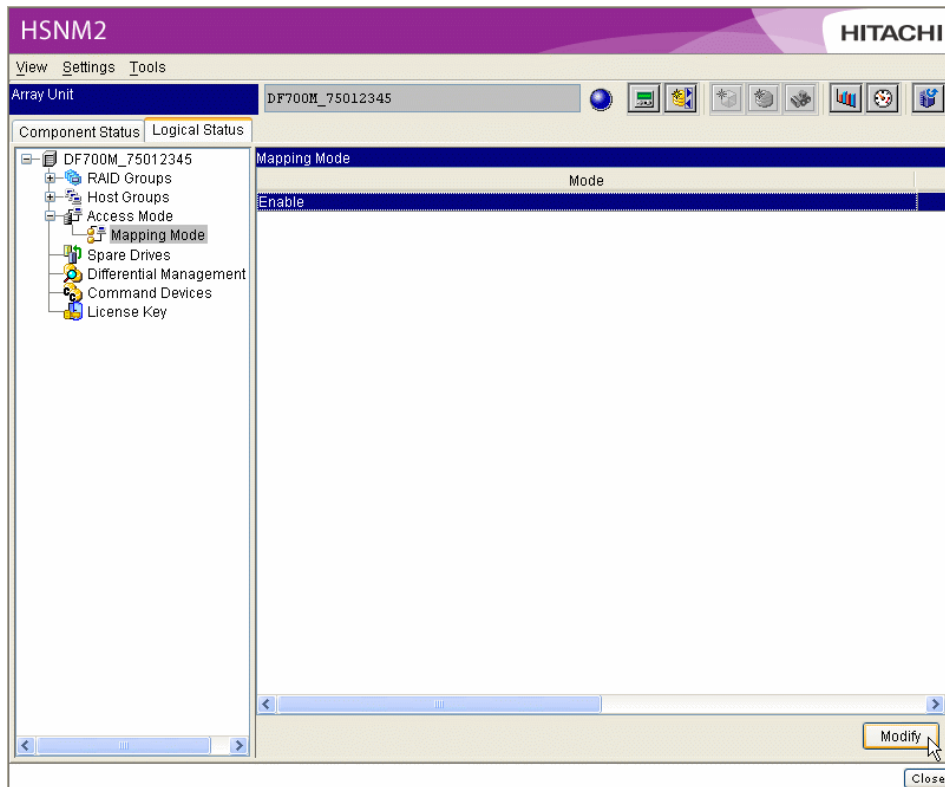 HSNM2
HITACHI
View Settings Tools
Array Unit
DF700M_75012345
Component Status
Logical Status
DF700M_75012345
RAID Groups
Host Groups
Access Mode
Mapping Mode
Spare Drives
Differential Management
Command Devices
License Key
Mapping Mode
Mode
Enable
Modify
Close